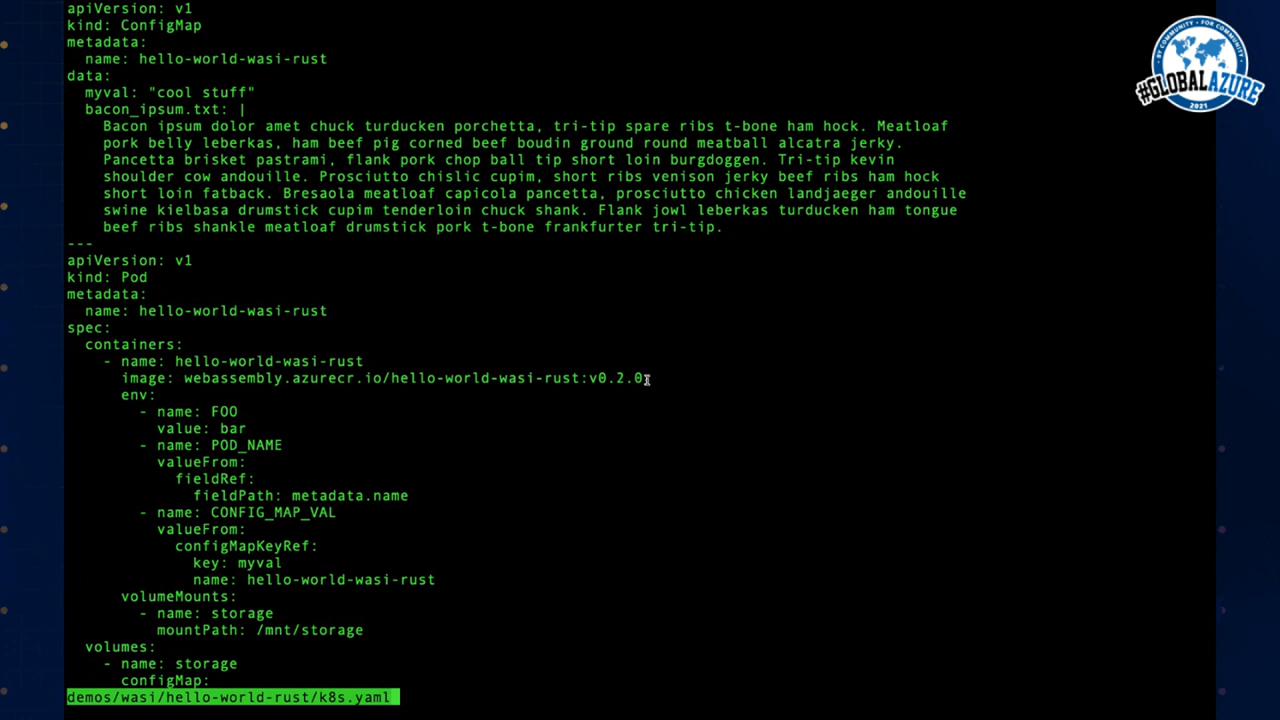 apiVersion: v1
kind: ConfigMap
metadata:
  name: hello-world-wasi-rust
data:
  myval: "cool stuff"
  bacon_ipsum.txt: |
    Bacon ipsum dolor amet chuck turducken porchetta, tri-tip spare ribs t-bone ham hock. Meatloaf
    pork belly leberkas, ham beef pig corned beef boudin ground round meatball alcatra jerky.
    Pancetta brisket pastrami, flank pork chop ball tip short loin burgdoggen. Tri-tip kevin
    shoulder cow andouille. Prosciutto chislic cupim, short ribs venison jerky beef ribs ham hock
    short loin fatback. Bresaola meatloaf capicola pancetta, prosciutto chicken landjaeger andouille
    swine kielbasa drumstick cupim tenderloin chuck shank. Flank jowl leberkas turducken ham tongue
    beef ribs shankle meatloaf drumstick pork t-bone frankfurter tri-tip.
---
apiVersion: v1
kind: Pod
metadata:
  name: hello-world-wasi-rust
spec:
  containers:
    - name: hello-world-wasi-rust
      image: webassembly.azurecr.io/hello-world-wasi-rust:v0.2.0
      env:
        - name: FOO
          value: bar
        - name: POD_NAME
          valueFrom:
            fieldRef:
              fieldPath: metadata.name
        - name: CONFIG_MAP_VAL
          valueFrom:
            configMapKeyRef:
              key: myval
              name: hello-world-wasi-rust
      volumeMounts:
        - name: storage
          mountPath: /mnt/storage
  volumes:
    - name: storage
      configMap:
demos/wasi/hello-world-rust/k8s.yaml
BY COMMUNITY • FOR COMMUNITY
#GLOBALAZURE
2021